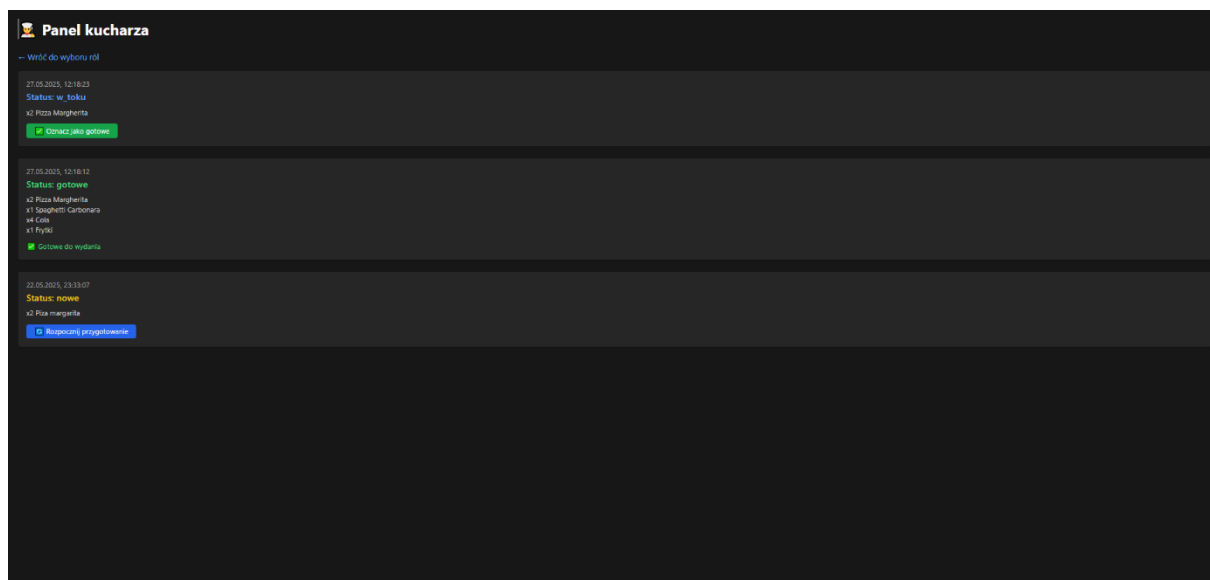 Panel kucharza
← Wróć do wyboru ról
27.05.2025, 12:18:23
Status: w_toku
x2 Pizza Margherita
Oznacz jako gotowe
27.05.2025, 12:18:12
Status: gotowe
x2 Pizza Margherita
x1 Spaghetti Carbonara
x4 Cola
x1 Frytki
Gotowe do wydania
22.05.2025, 23:33:07
Status: nowe
x2 Piza margarita
Rozpocznij przygotowanie